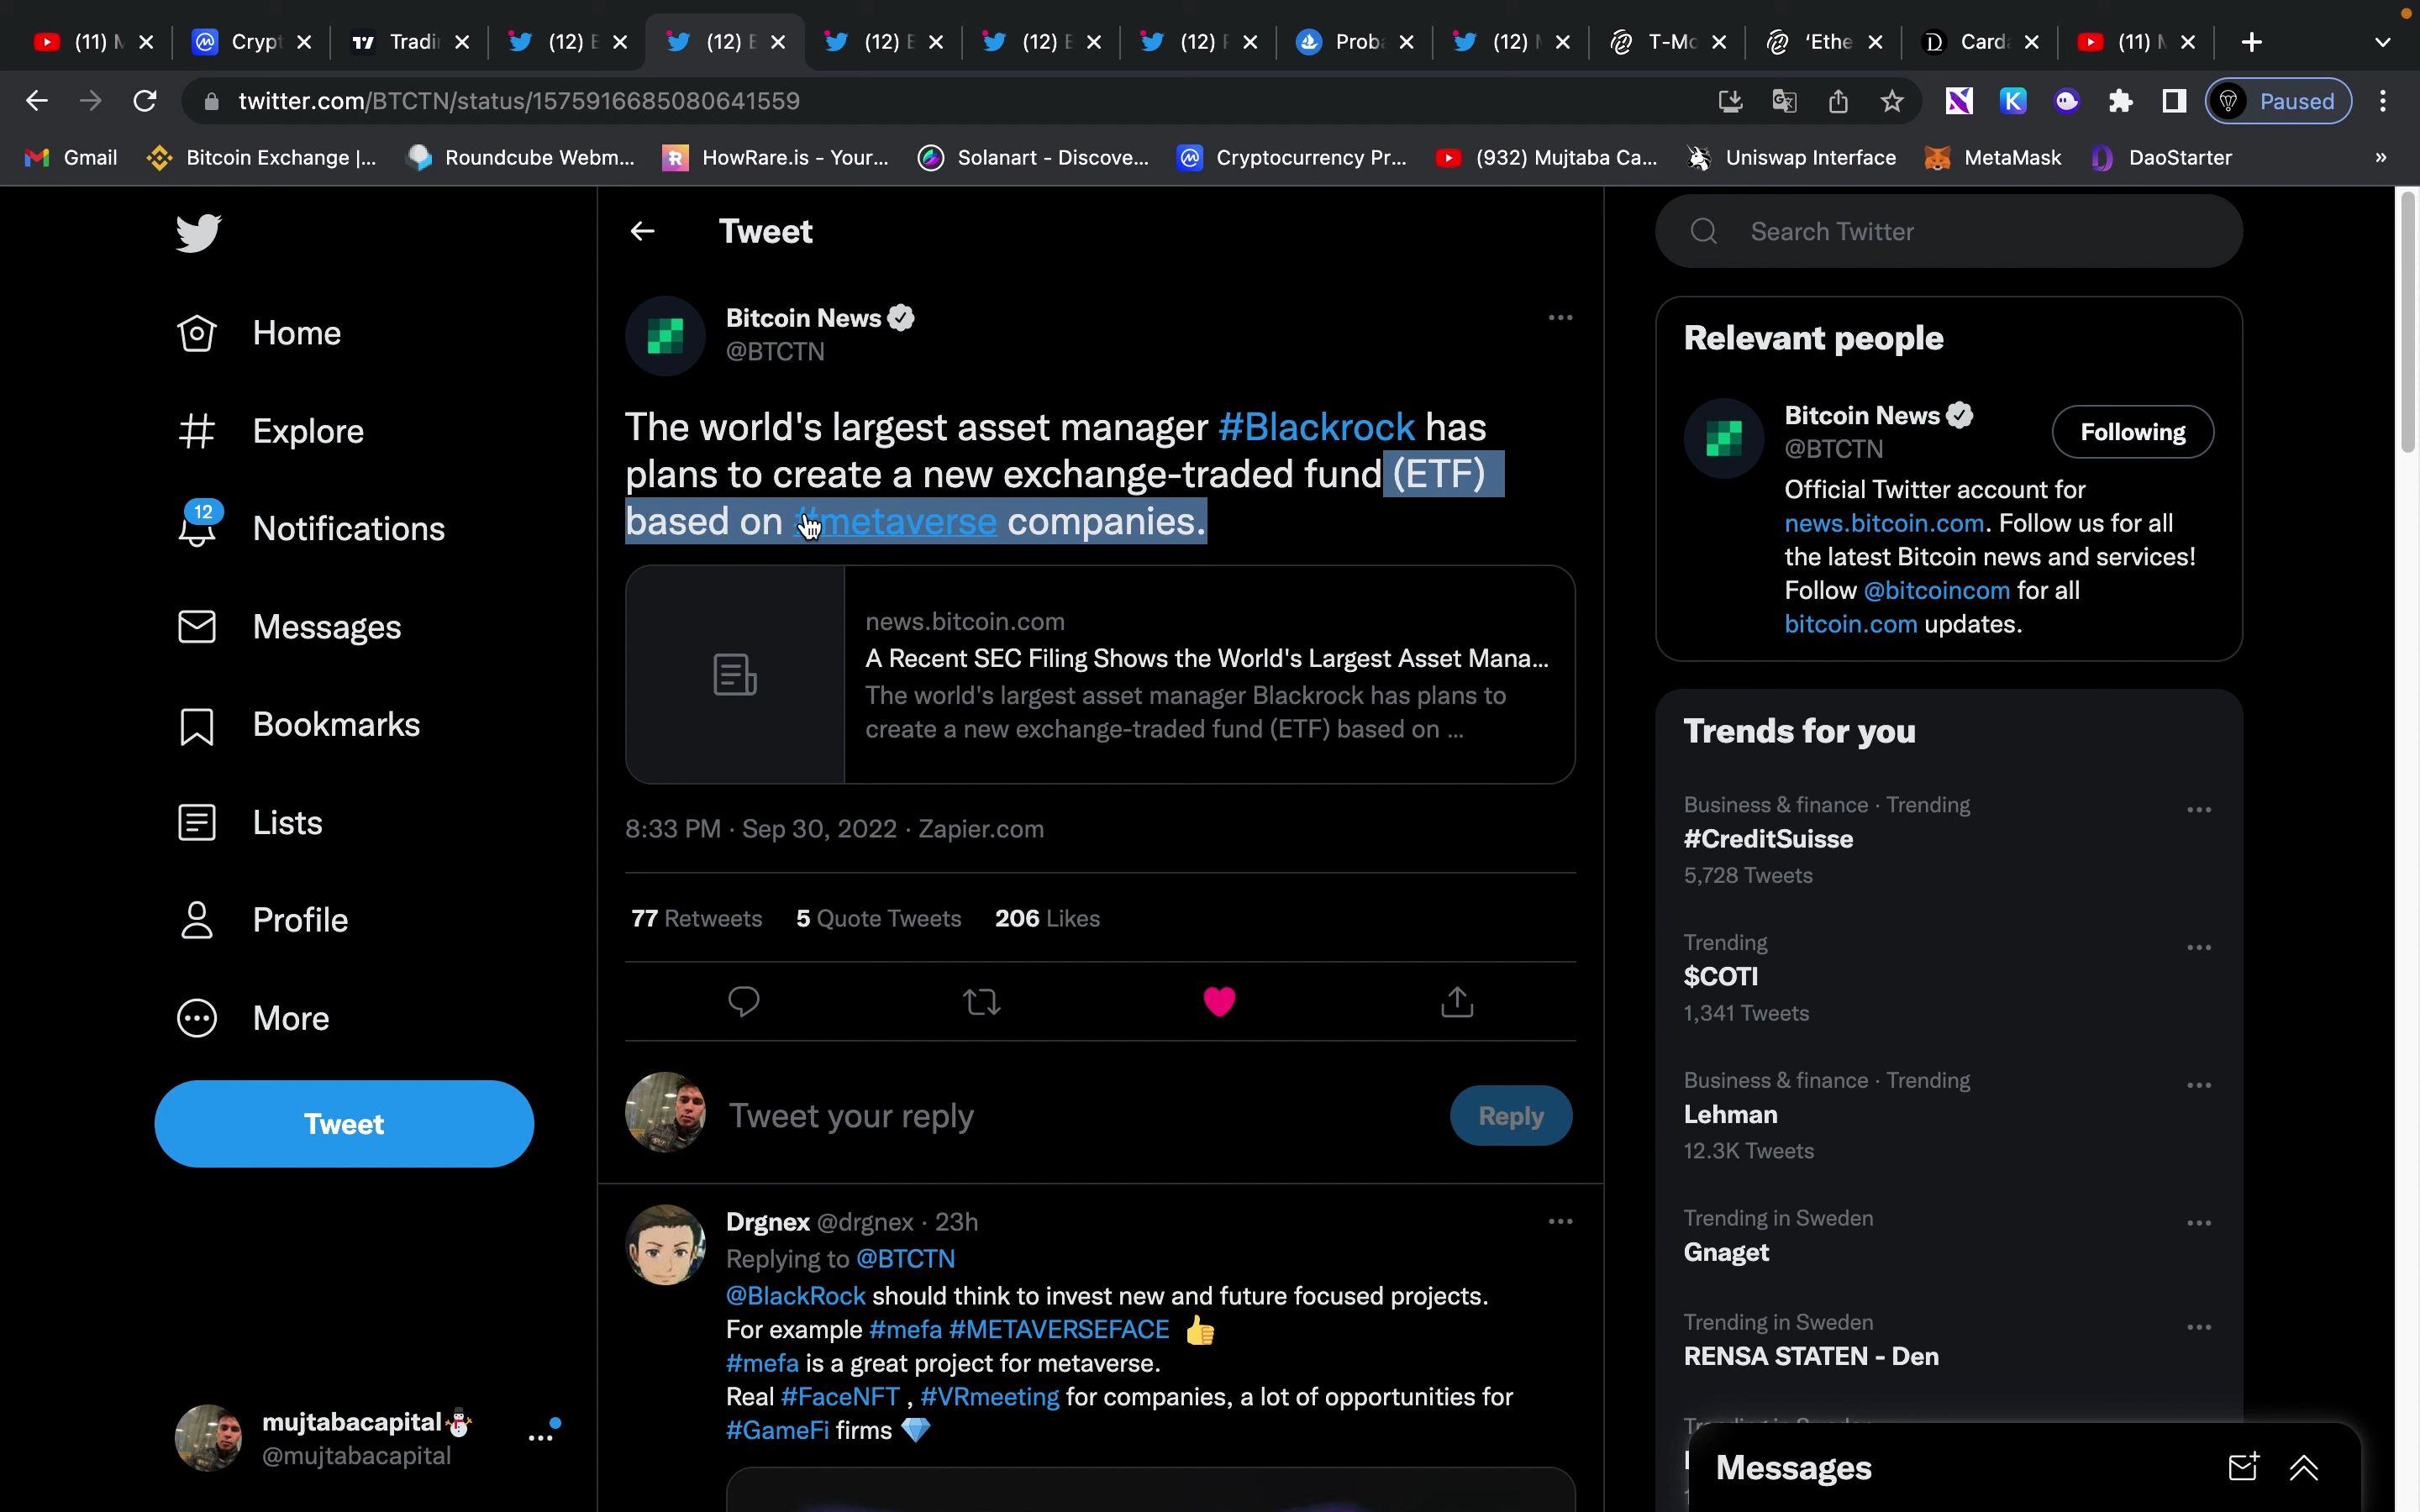 (11) M
Crypt
Tradi
(12) E
(12) E
(12) E
(12) E
(12) F
Prob
(12) N
T-Mo
'Ethe
Card
(11) M
twitter.com/BTCTN/status/1575916685080641559
Paused
Gmail
Bitcoin Exchange |...
Roundcube Webm...
HowRare.is - Your...
Solanart - Discove...
Cryptocurrency Pr...
(932) Mujtaba Ca...
Uniswap Interface
MetaMask
DaoStarter
»
Home
Explore
12
Notifications
Messages
Bookmarks
Lists
Profile
More
Tweet
mujtabacapital
@mujtabacapital
Tweet
Bitcoin News
@BTCTN
The world's largest asset manager #Blackrock has
plans to create a new exchange-traded fund (ETF)
based on #metaverse companies.
news.bitcoin.com
A Recent SEC Filing Shows the World's Largest Asset Mana...
The world's largest asset manager Blackrock has plans to
create a new exchange-traded fund (ETF) based on ...
8:33 PM · Sep 30, 2022 · Zapier.com
77 Retweets 5 Quote Tweets 206 Likes
Tweet your reply
Reply
Drgnex @drgnex · 23h
Replying to @BTCTN
@BlackRock should think to invest new and future focused projects.
For example #mefa #METAVERSEFACE 👍
#mefa is a great project for metaverse.
Real #FaceNFT , #VRmeeting for companies, a lot of opportunities for
#GameFi firms 💎
Search Twitter
Relevant people
Bitcoin News
@BTCTN
Following
Official Twitter account for
news.bitcoin.com. Follow us for all
the latest Bitcoin news and services!
Follow @bitcoincom for all
bitcoin.com updates.
Trends for you
Business & finance · Trending
#CreditSuisse
5,728 Tweets
Trending
$COTI
1,341 Tweets
Business & finance · Trending
Lehman
12.3K Tweets
Trending in Sweden
Gnaget
Trending in Sweden
RENSA STATEN - Den
Messages